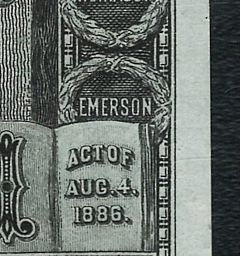 EMERSON
ACT OF
AUG. 4,
1886.